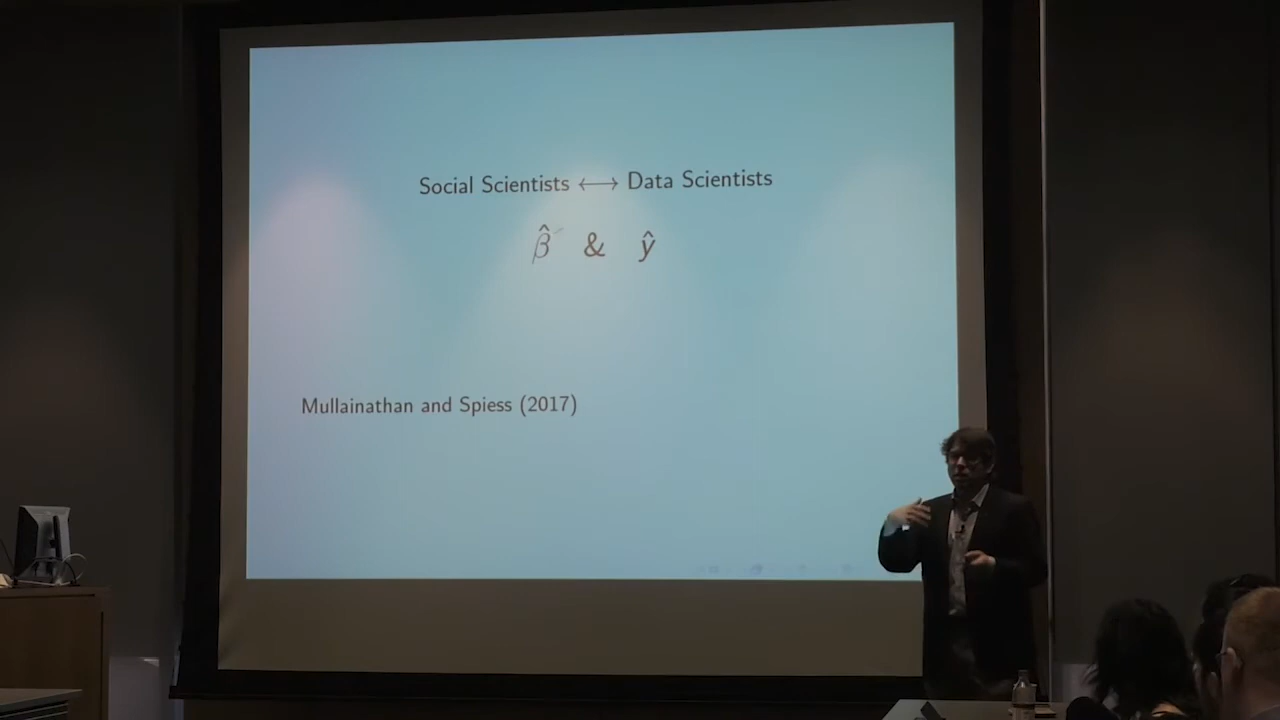 Social Scientists ⟷ Data Scientists
β̂ & ŷ
Mullainathan and Spiess (2017)